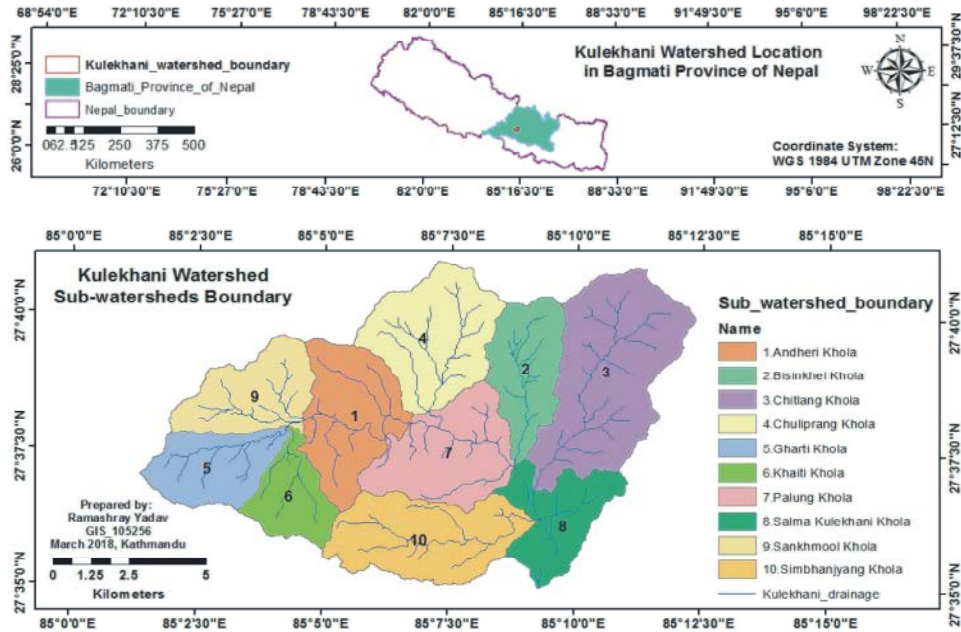 68°54'0"E 72°10'30"E 75°27'0"E 78°43'30"E 82°0'0"E 85°16'30"E 88°33'0"E 91°49'30"E 95°6'0"E 98°22'30"E
28°25'0"N
26°0'0"N
Kulekhani_watershed_boundary
Bagmati_Province_of_Nepal
Nepal_boundary
062.5125 250 375 500
Kilometers
Kulekhani Watershed Location
in Bagmati Province of Nepal
N
W E
S
Coordinate System:
WGS 1984 UTM Zone 45N
29°37'30"N
27°12'30"N
72°10'30"E 75°27'0"E 78°43'30"E 82°0'0"E 85°16'30"E 88°33'0"E 91°49'30"E 95°6'0"E 98°22'30"E
85°0'0"E 85°2'30"E 85°5'0"E 85°7'30"E 85°10'0"E 85°12'30"E 85°15'0"E
Kulekhani Watershed
Sub-watersheds Boundary
27°40'0"N
27°37'30"N
27°35'0"N
4
2
3
9
1
7
5
6
8
10
Prepared by:
Ramashray Yadav
GIS_105256
March 2018, Kathmandu
0 1.25 2.5 5
Kilometers
Sub_watershed_boundary
Name
1.Andheri Khola
2.Bisinkhel Khola
3.Chitlang Khola
4.Chuliprang Khola
5.Gharti Khola
6.Khaiti Khola
7.Palung Khola
8.Salma Kulekhani Khola
9.Sankhmool Khola
10.Simbhanjyang Khola
Kulekhani_drainage
27°40'0"N
27°37'30"N
27°35'0"N
85°0'0"E 85°2'30"E 85°5'0"E 85°7'30"E 85°10'0"E 85°12'30"E 85°15'0"E